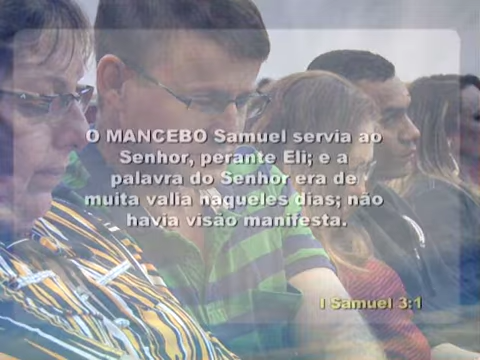 O MANCEBO Samuel servia ao
Senhor, perante Eli; e a
palavra do Senhor era de
muita valia naqueles dias; não
havia visão manifesta.
I Samuel 3:1